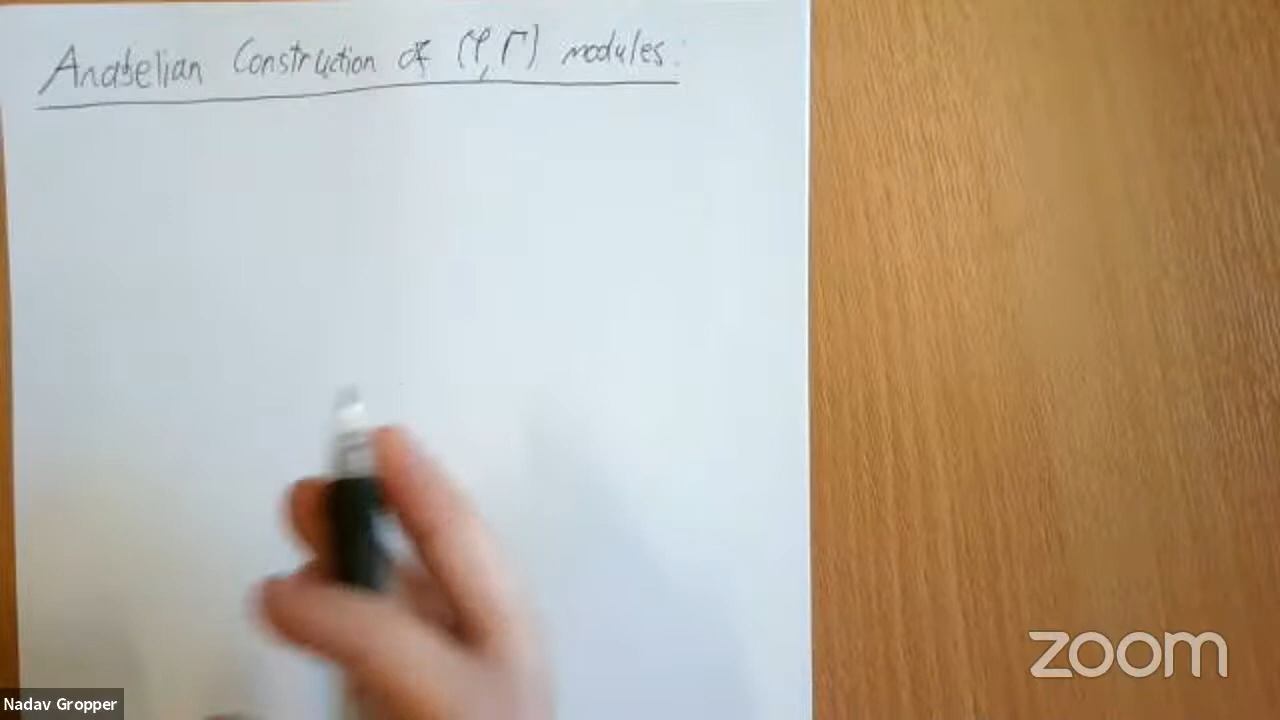 Anabelian Construction of (φ,Γ) modules:
zoom
Nadav Gropper